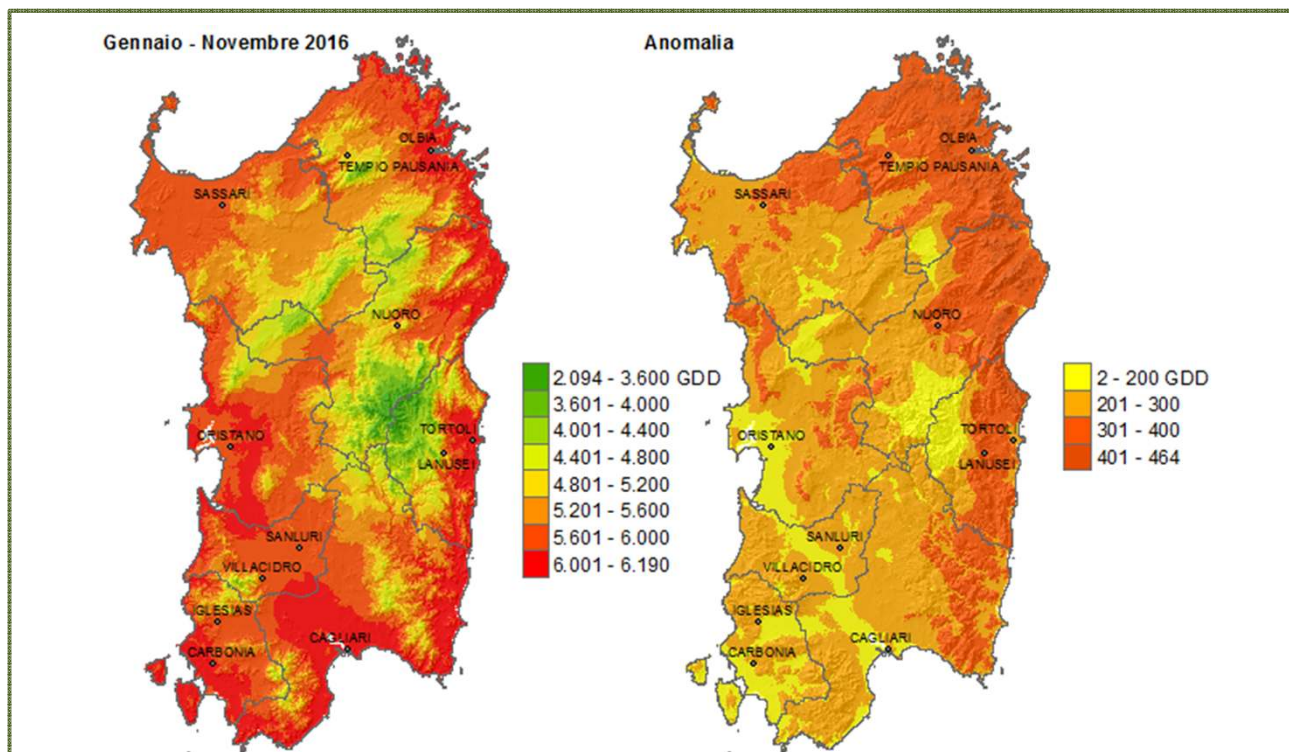 Gennaio - Novembre 2016
OLBIA
TEMPIO PAUSANIA
SASSARI
NUORO
ORISTANO
TORTOLI
LANUSEI
SANLURI
VILLACIDRO
IGLESIAS
CAGLIARI
CARBONIA
2.094 - 3.600 GDD
3.601 - 4.000
4.001 - 4.400
4.401 - 4.800
4.801 - 5.200
5.201 - 5.600
5.601 - 6.000
6.001 - 6.190
Anomalia
OLBIA
TEMPIO PAUSANIA
SASSARI
NUORO
ORISTANO
TORTOLI
LANUSEI
SANLURI
VILLACIDRO
IGLESIAS
CAGLIARI
CARBONIA
2 - 200 GDD
201 - 300
301 - 400
401 - 464